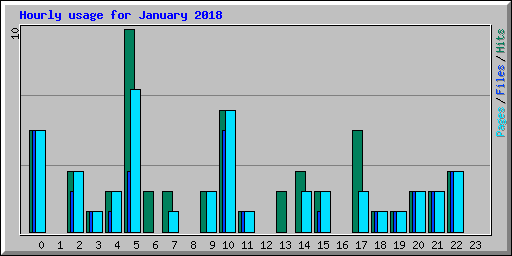 Hourly usage for January 2018
10
Pages/Files/Hits
0 1 2 3 4 5 6 7 8 9 10 11 12 13 14 15 16 17 18 19 20 21 22 23